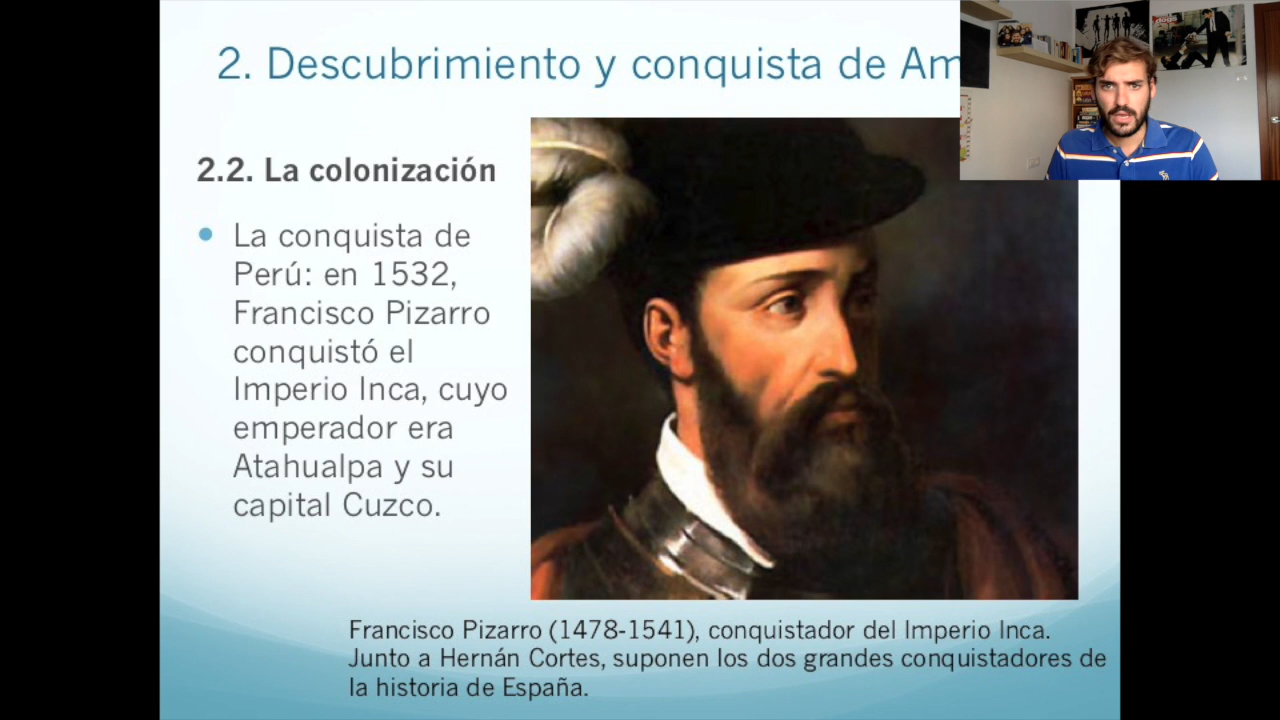 2. Descubrimiento y conquista de Am
2.2. La colonización
La conquista de
Perú: en 1532,
Francisco Pizarro
conquistó el
Imperio Inca, cuyo
emperador era
Atahualpa y su
capital Cuzco.
Francisco Pizarro (1478-1541), conquistador del Imperio Inca.
Junto a Hernán Cortes, suponen los dos grandes conquistadores de
la historia de España.